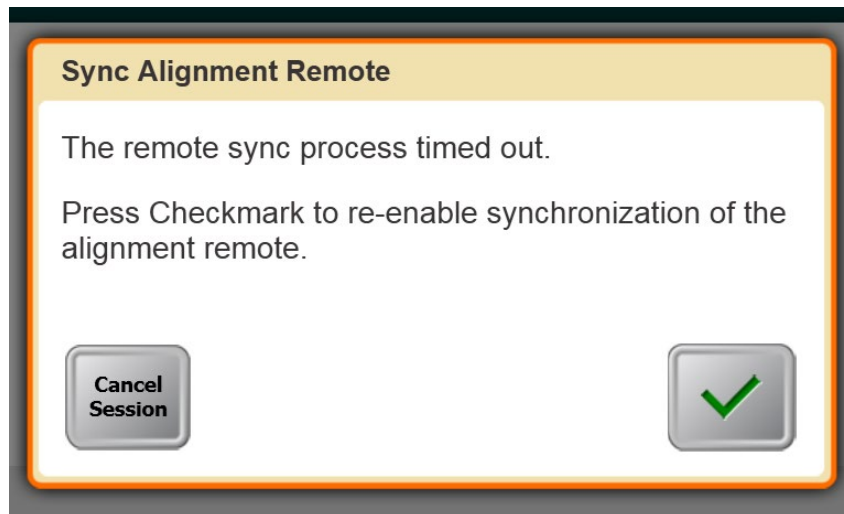 Sync Alignment Remote
The remote sync process timed out.
Press Checkmark to re-enable synchronization of the
alignment remote.
Cancel
Session